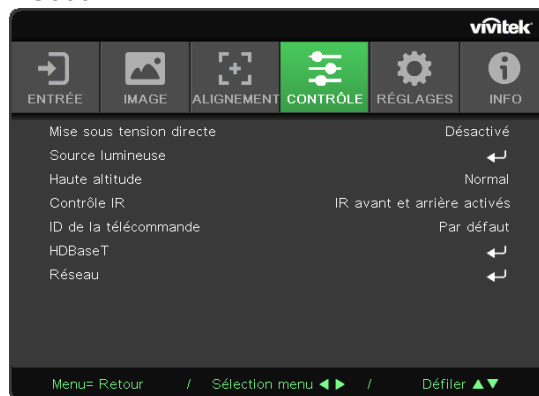 vivitek
ENTRÉE IMAGE ALIGNEMENT CONTRÔLE RÉGLAGES INFO
Mise sous tension directe Désactivé
Source lumineuse
Haute altitude Normal
Contrôle IR IR avant et arrière activés
ID de la télécommande Par défaut
HDBaseT
Réseau
Menu= Retour / Sélection menu ◀ ▶ / Défiler ▲▼